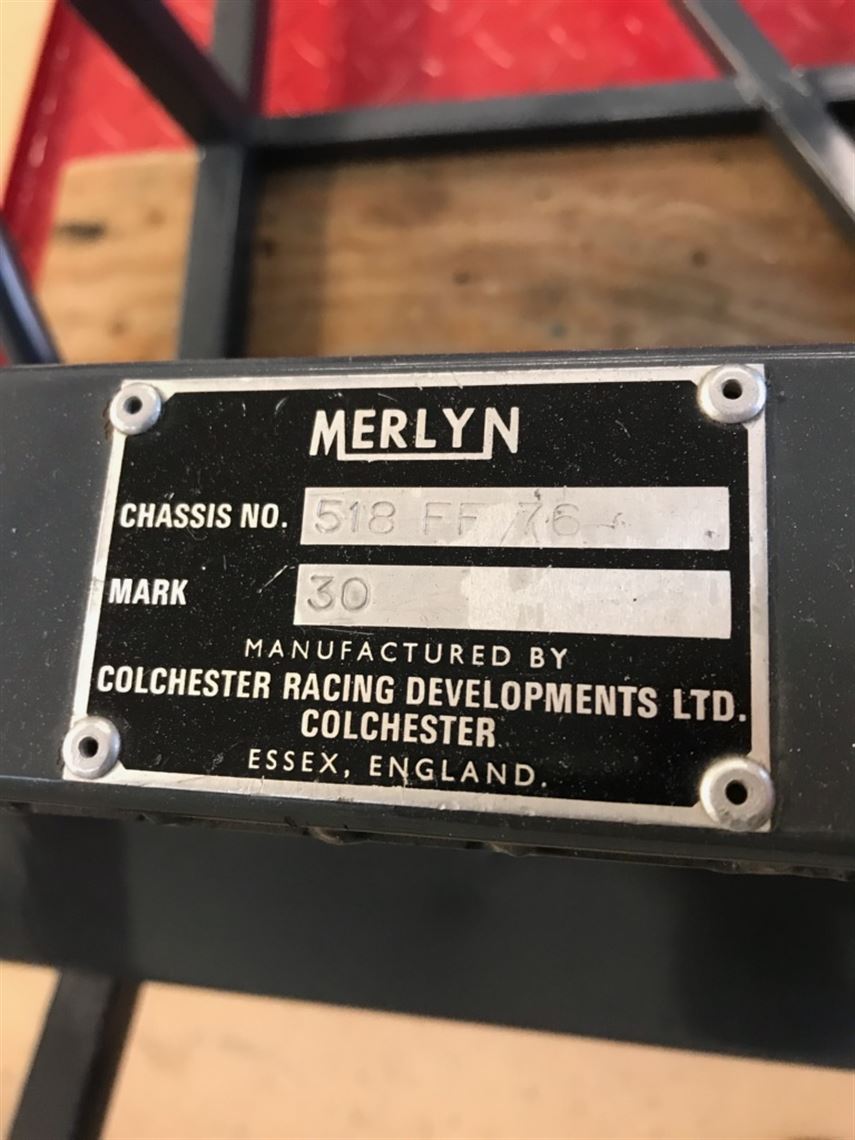 MERLYN
CHASSIS NO. 518 FF 76
MARK 30
MANUFACTURED BY
COLCHESTER RACING DEVELOPMENTS LTD.
COLCHESTER
ESSEX, ENGLAND.